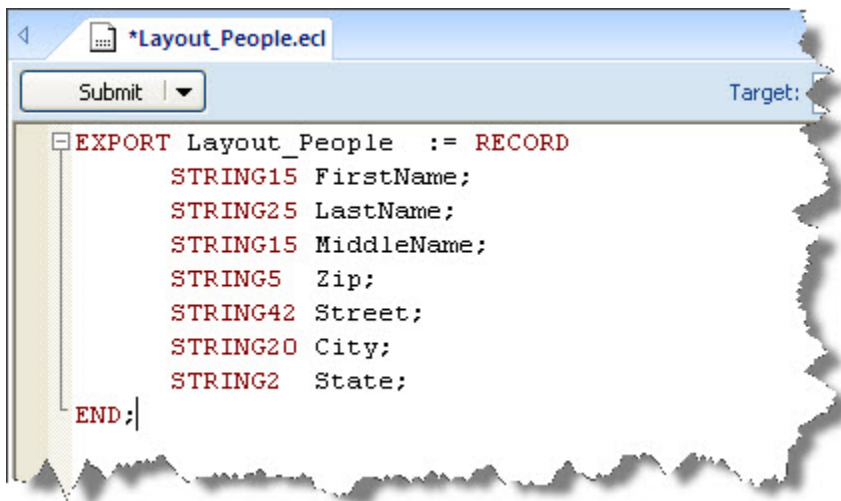 *Layout_People.ecl
Submit
Target:
EXPORT Layout_People := RECORD
STRING15 FirstName;
STRING25 LastName;
STRING15 MiddleName;
STRING5 Zip;
STRING42 Street;
STRING20 City;
STRING2 State;
END;